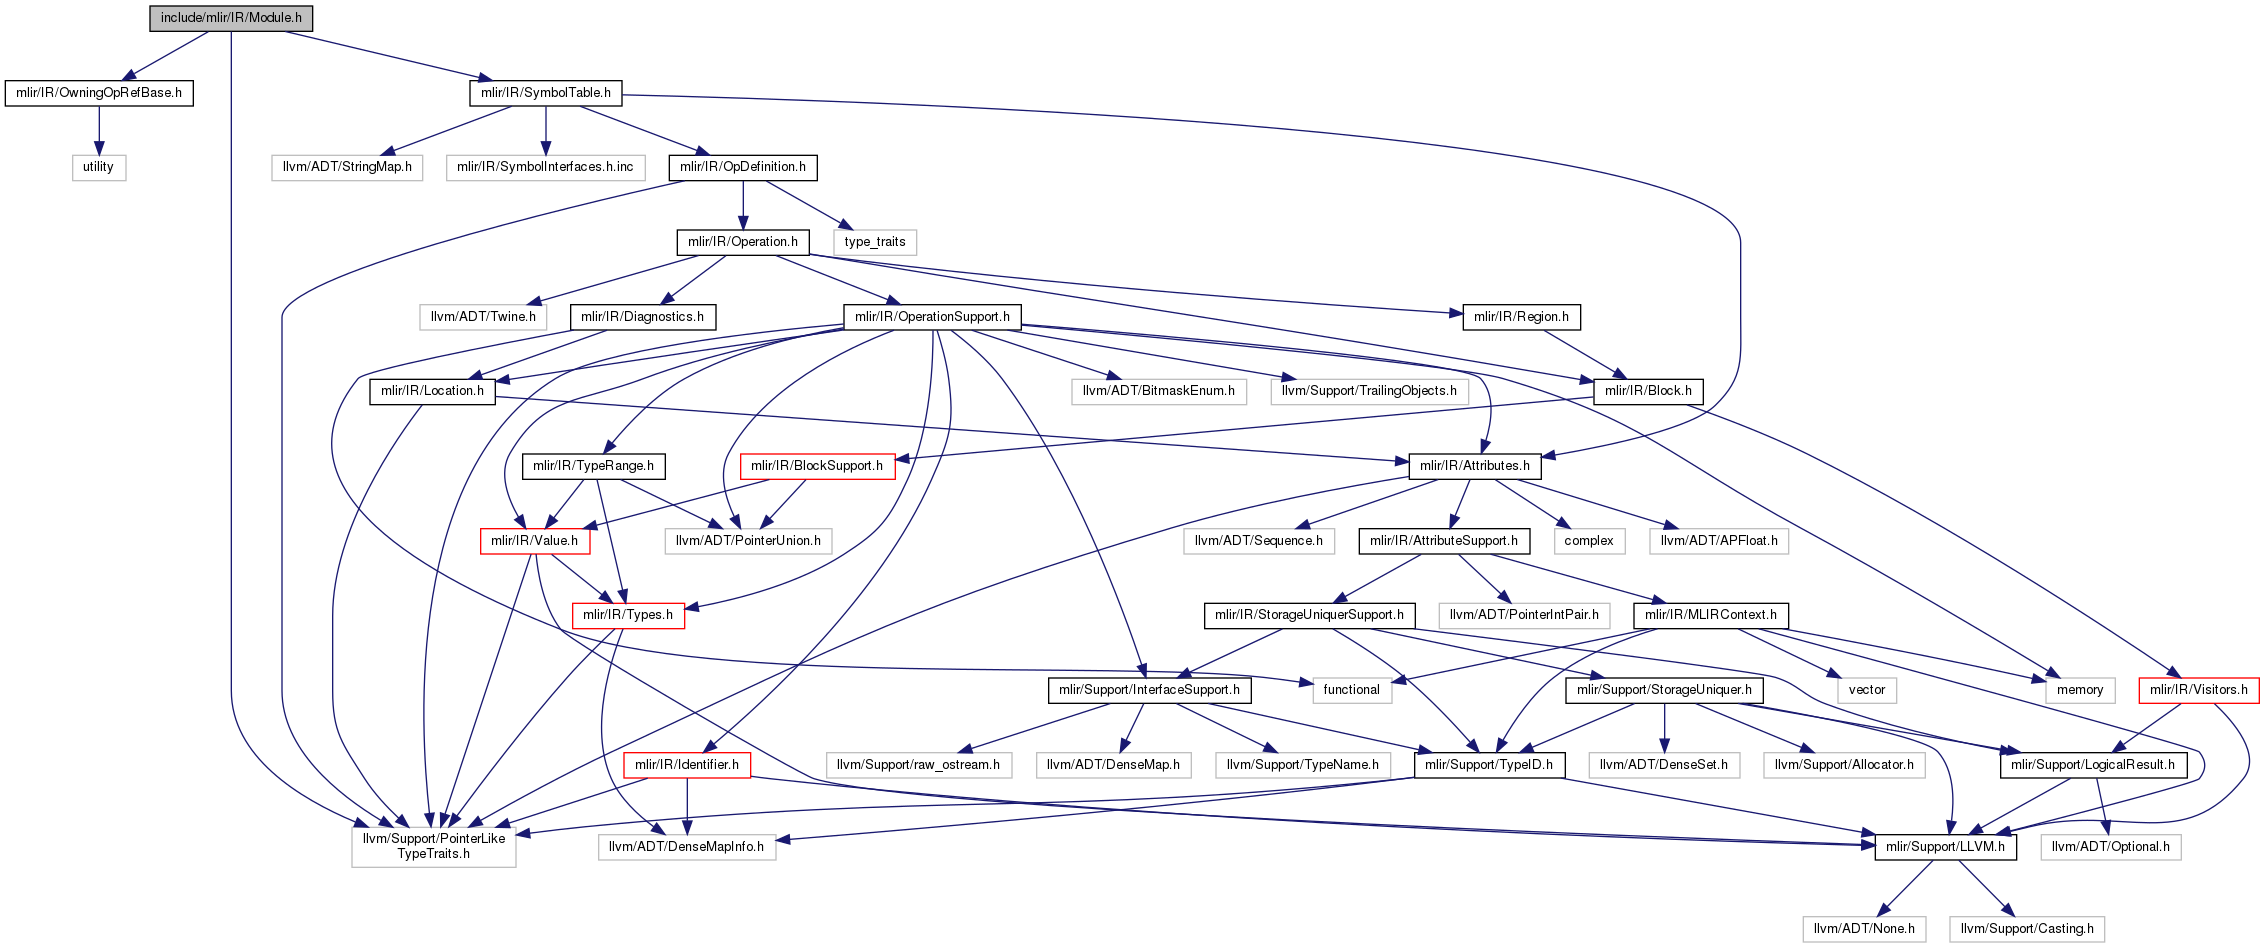 include/mlir/IR/Module.h
mlir/IR/OwningOpRefBase.h
mlir/IR/SymbolTable.h
utility
llvm/ADT/StringMap.h
mlir/IR/SymbolInterfaces.h.inc
mlir/IR/OpDefinition.h
mlir/IR/Operation.h
type_traits
llvm/ADT/Twine.h
mlir/IR/Diagnostics.h
mlir/IR/OperationSupport.h
mlir/IR/Region.h
mlir/IR/Location.h
llvm/ADT/BitmaskEnum.h
llvm/Support/TrailingObjects.h
mlir/IR/Block.h
mlir/IR/TypeRange.h
mlir/IR/BlockSupport.h
mlir/IR/Attributes.h
mlir/IR/Value.h
llvm/ADT/PointerUnion.h
llvm/ADT/Sequence.h
mlir/IR/AttributeSupport.h
complex
llvm/ADT/APFloat.h
mlir/IR/Types.h
mlir/IR/StorageUniquerSupport.h
llvm/ADT/PointerIntPair.h
mlir/IR/MLIRContext.h
mlir/Support/InterfaceSupport.h
functional
mlir/Support/StorageUniquer.h
vector
memory
mlir/IR/Visitors.h
mlir/IR/Identifier.h
llvm/Support/raw_ostream.h
llvm/ADT/DenseMap.h
llvm/Support/TypeName.h
mlir/Support/TypeID.h
llvm/ADT/DenseSet.h
llvm/Support/Allocator.h
mlir/Support/LogicalResult.h
llvm/Support/PointerLike
TypeTraits.h
llvm/ADT/DenseMapInfo.h
mlir/Support/LLVM.h
llvm/ADT/Optional.h
llvm/ADT/None.h
llvm/Support/Casting.h